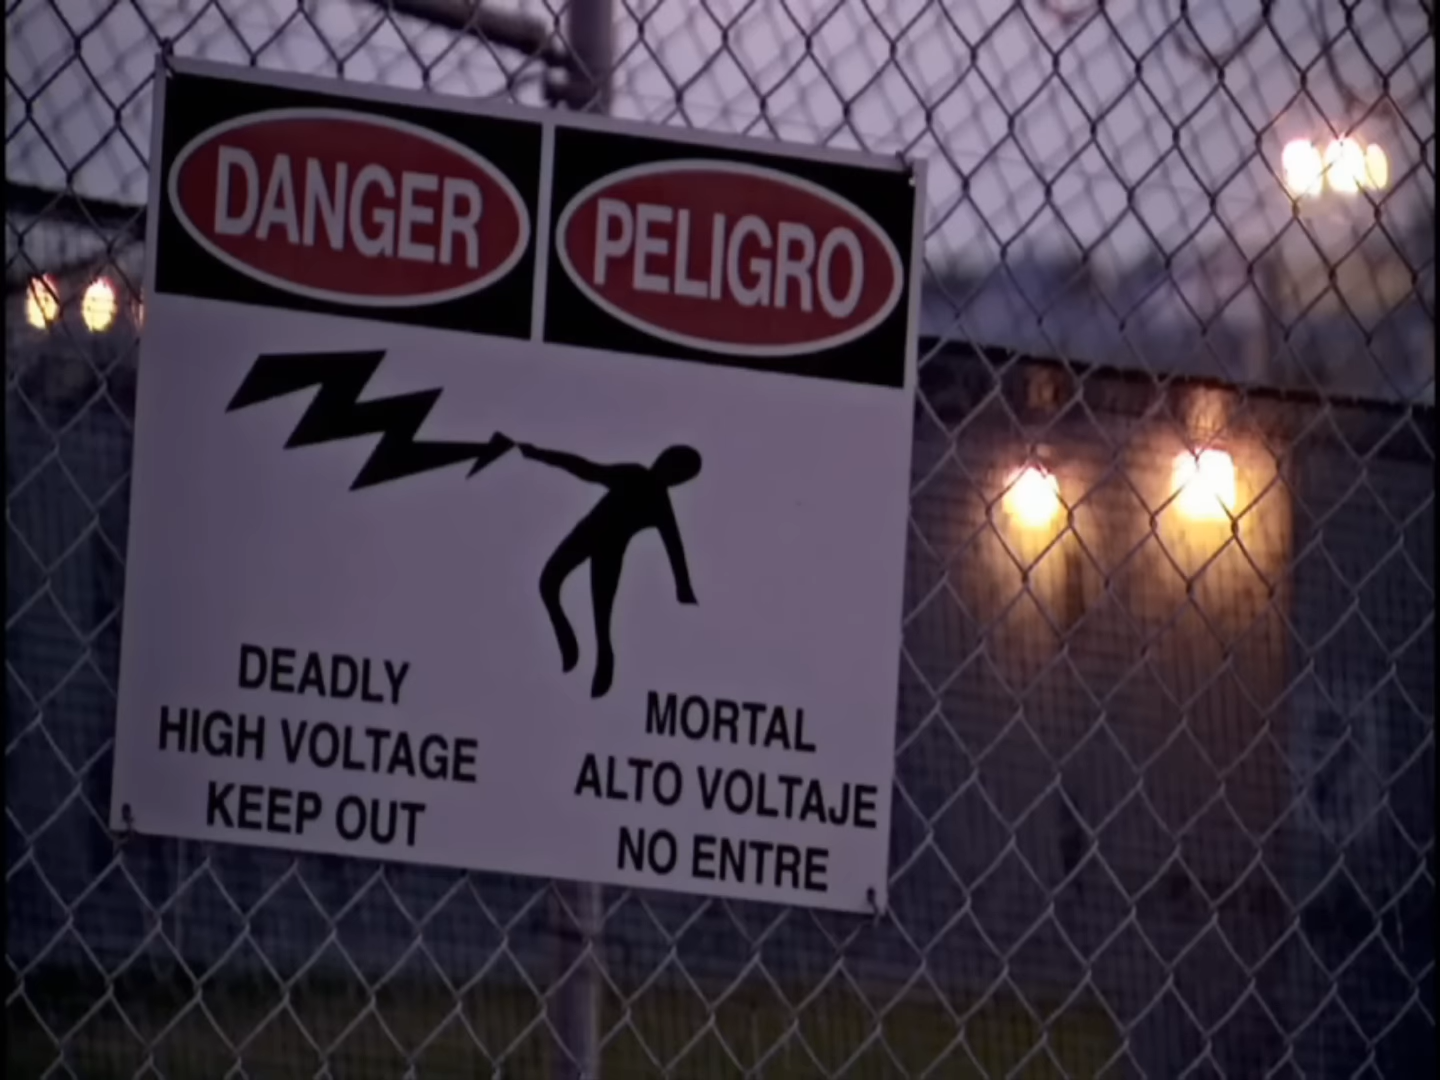 DANGER
PELIGRO
DEADLY
HIGH VOLTAGE
KEEP OUT
MORTAL
ALTO VOLTAJE
NO ENTRE